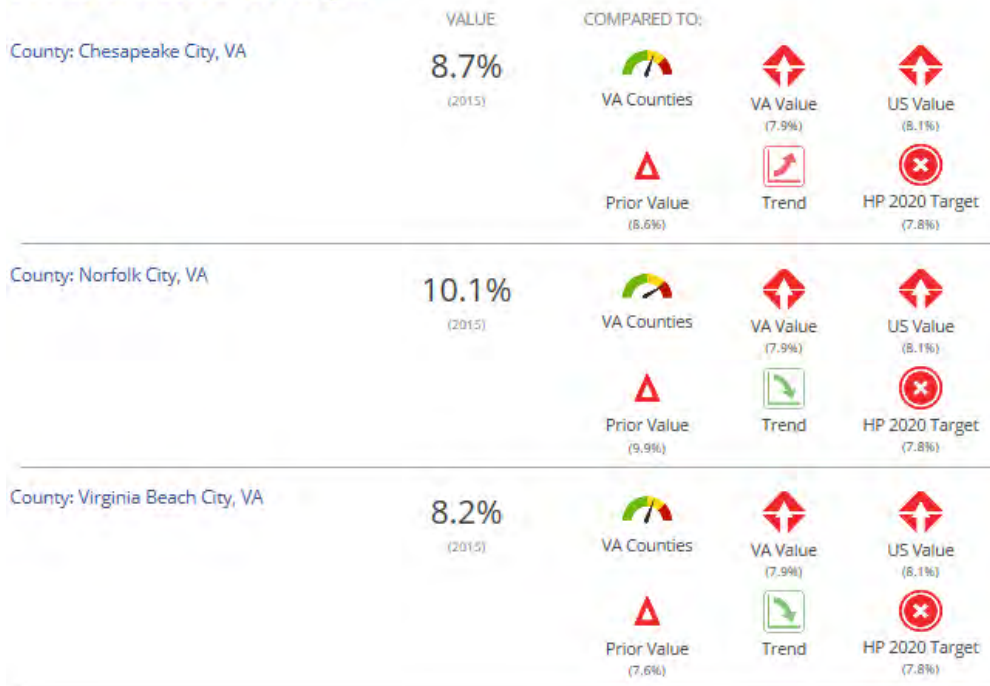 VALUE COMPARED TO:
County: Chesapeake City, VA
8.7%
(2015)
VA Counties
VA Value
(7.9%)
US Value
(8.1%)
Prior Value
(8.6%)
Trend
HP 2020 Target
(7.8%)
County: Norfolk City, VA
10.1%
(2015)
VA Counties
VA Value
(7.9%)
US Value
(8.1%)
Prior Value
(9.9%)
Trend
HP 2020 Target
(7.8%)
County: Virginia Beach City, VA
8.2%
(2015)
VA Counties
VA Value
(7.9%)
US Value
(8.1%)
Prior Value
(7.6%)
Trend
HP 2020 Target
(7.8%)